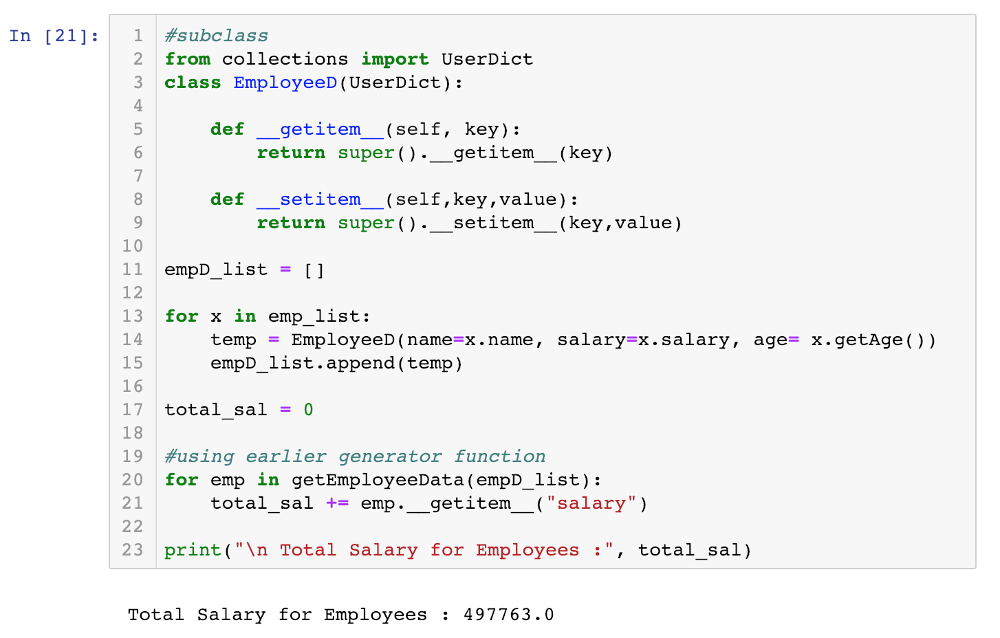 In [21]:
1 #subclass
2 from collections import UserDict
3 class EmployeeD(UserDict):
4
5     def __getitem__(self, key):
6         return super().__getitem__(key)
7
8     def __setitem__(self,key,value):
9         return super().__setitem__(key,value)
10
11 empD_list = []
12
13 for x in emp_list:
14     temp = EmployeeD(name=x.name, salary=x.salary, age= x.getAge())
15     empD_list.append(temp)
16
17 total_sal = 0
18
19 #using earlier generator function
20 for emp in getEmployeeData(empD_list):
21     total_sal += emp.__getitem__("salary")
22
23 print("\n Total Salary for Employees :", total_sal)
Total Salary for Employees : 497763.0